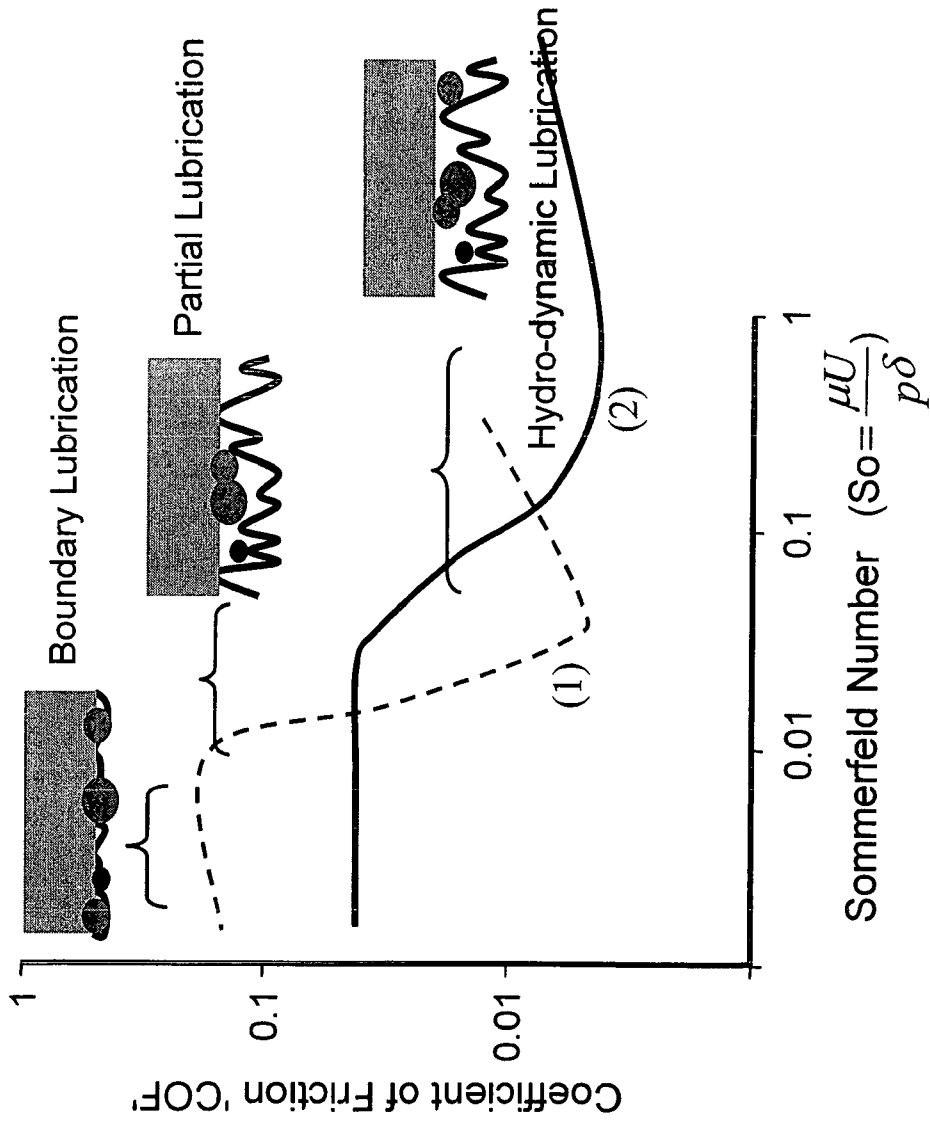 Boundary Lubrication
Partial Lubrication
Hydro-dynamic Lubrication
(1)
(2)
1
0.1
0.01
Coefficient of Friction 'COF'
0.01
0.1
1
Sommerfeld Number (So=μU/pδ)